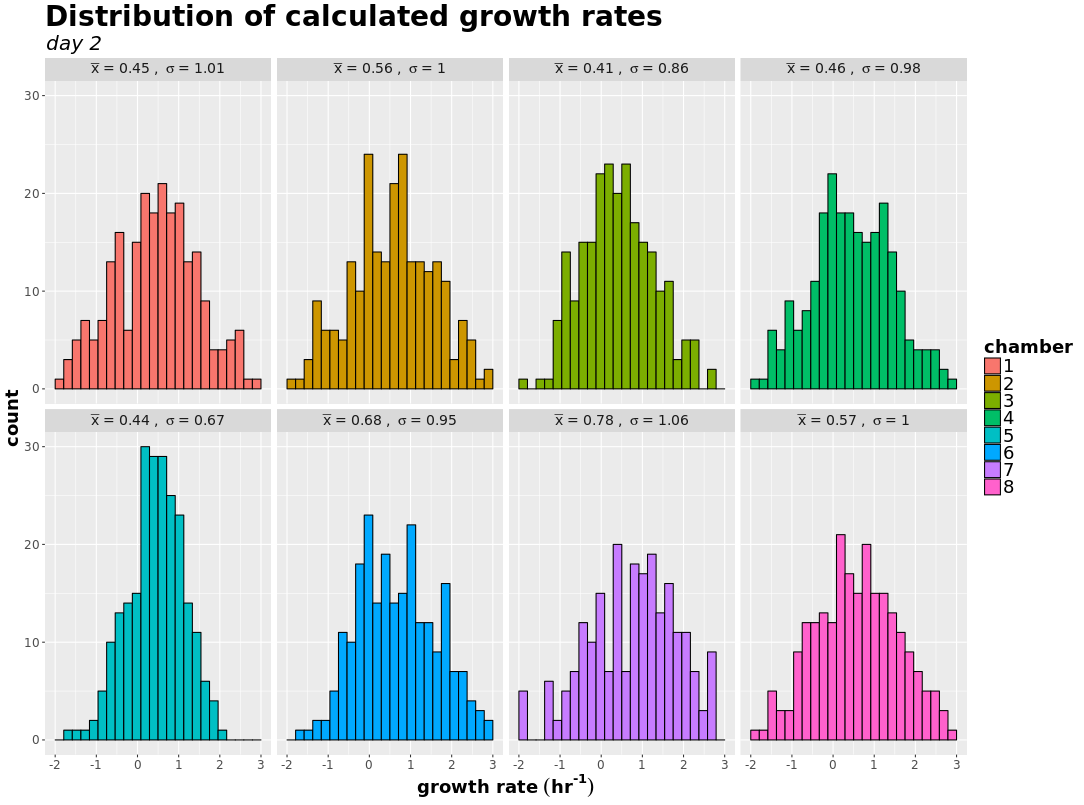 Distribution of calculated growth rates
day 2
x̅ = 0.45 , σ = 1.01
x̅ = 0.56 , σ = 1
x̅ = 0.41 , σ = 0.86
x̅ = 0.46 , σ = 0.98
30
20
10
0
x̅ = 0.44 , σ = 0.67
x̅ = 0.68 , σ = 0.95
x̅ = 0.78 , σ = 1.06
x̅ = 0.57 , σ = 1
30
20
10
0
-2 -1 0 1 2 3
-2 -1 0 1 2 3
-2 -1 0 1 2 3
-2 -1 0 1 2 3
growth rate (hr⁻¹)
count
chamber
1
2
3
4
5
6
7
8